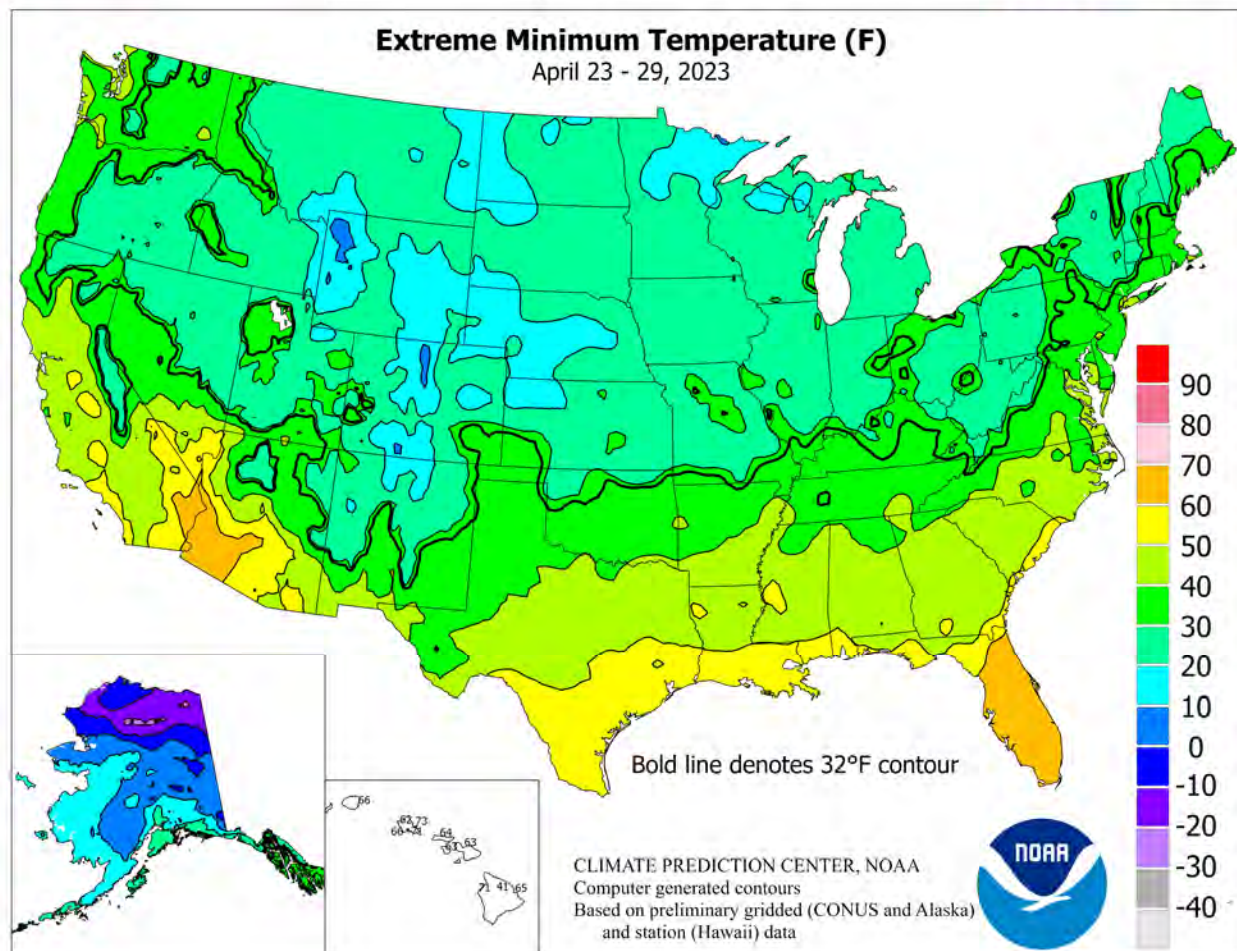 Extreme Minimum Temperature (F)
April 23 - 29, 2023
90
80
70
60
50
40
30
20
10
0
-10
-20
-30
-40
Bold line denotes 32°F contour
66
62 73
64
63
71 41 65
CLIMATE PREDICTION CENTER, NOAA
Computer generated contours
Based on preliminary gridded (CONUS and Alaska)
and station (Hawaii) data
NOAA